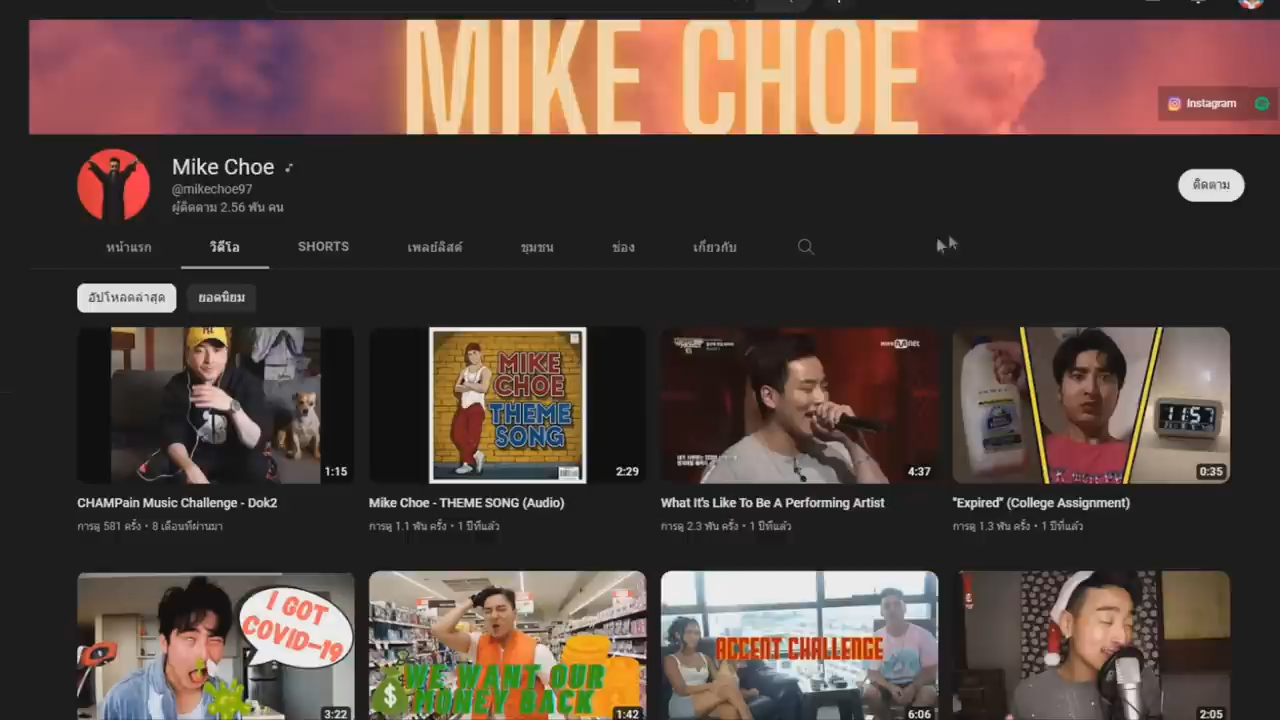 MIKE CHOE
Instagram
Mike Choe
@mikechoe97
ผู้ติดตาม 2.56 พัน คน
ติดตาม
หน้าแรก
วิดีโอ
SHORTS
เพลย์ลิสต์
ชุมชน
ช่อง
เกี่ยวกับ
อัปโหลดล่าสุด
ยอดนิยม
1:15
MIKE
CHOE
THEME
SONG
2:29
4:37
11:57
0:35
CHAMPain Music Challenge - Dok2
Mike Choe - THEME SONG (Audio)
What It's Like To Be A Performing Artist
"Expired" (College Assignment)
การดู 581 ครั้ง • 8 เดือนที่ผ่านมา
การดู 1.1 พัน ครั้ง • 1 ปีที่แล้ว
การดู 2.3 พัน ครั้ง • 1 ปีที่แล้ว
การดู 1.3 พัน ครั้ง • 1 ปีที่แล้ว
I GOT
COVID-19
3:22
WE WANT OUR
MONEY BACK
1:42
ACCENT CHALLENGE
6:06
2:05